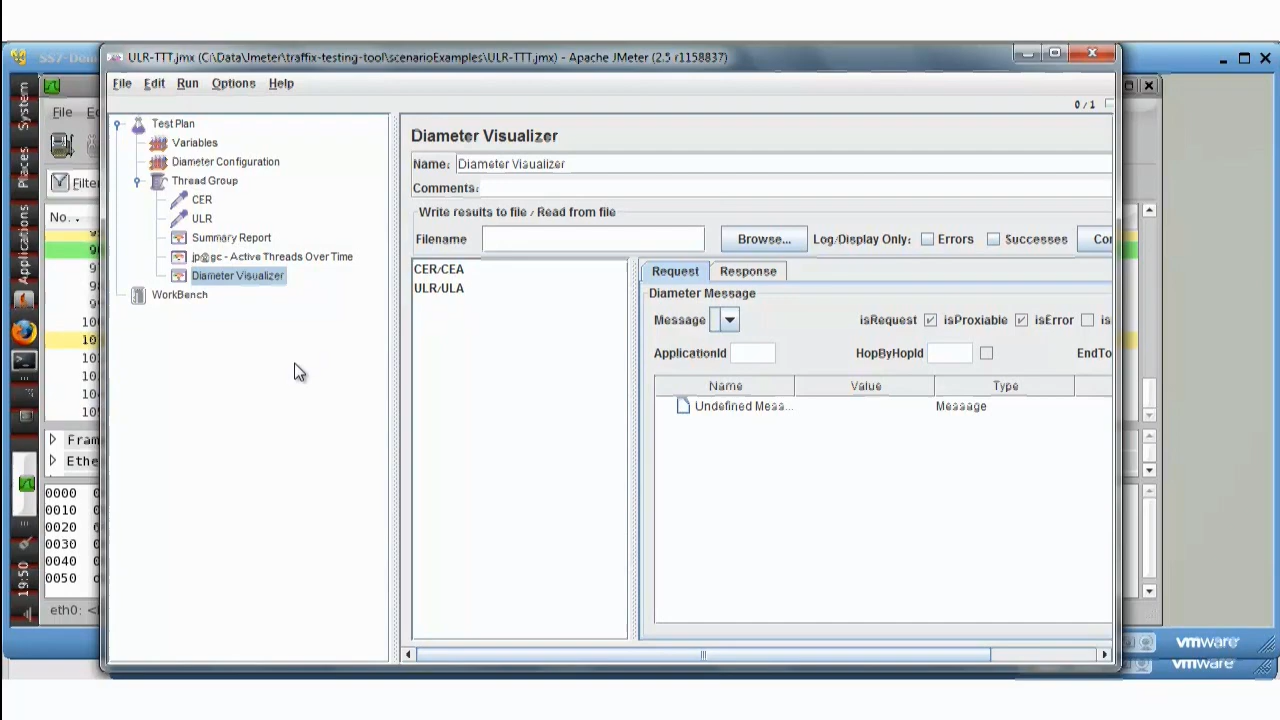 ULR-TTT.jmx (C:\Data\Jmeter\traffix-testing-tool\scenarioExamples\ULR-TTT.jmx) - Apache JMeter (2.5 r1158837)
File Edit Run Options Help
0 / 1
Test Plan
Variables
Diameter Configuration
Thread Group
CER
ULR
Summary Report
jp@gc - Active Threads Over Time
Diameter Visualizer
WorkBench
Diameter Visualizer
Name: Diameter Visualizer
Comments:
Write results to file / Read from file
Filename Browse... Log/Display Only: Errors Successes
CER/CEA
ULR/ULA
Request Response
Diameter Message
Message isRequest isProxiable isError is
ApplicationId HopByHopId EndTo
Name Value Type
Undefined Mess... Message
System
Places
Applications
19:50
File
Filter
No. .
Fram
Ethe
0000
0010
0020
0030
0040
0050
eth0: <
vmware
vmware